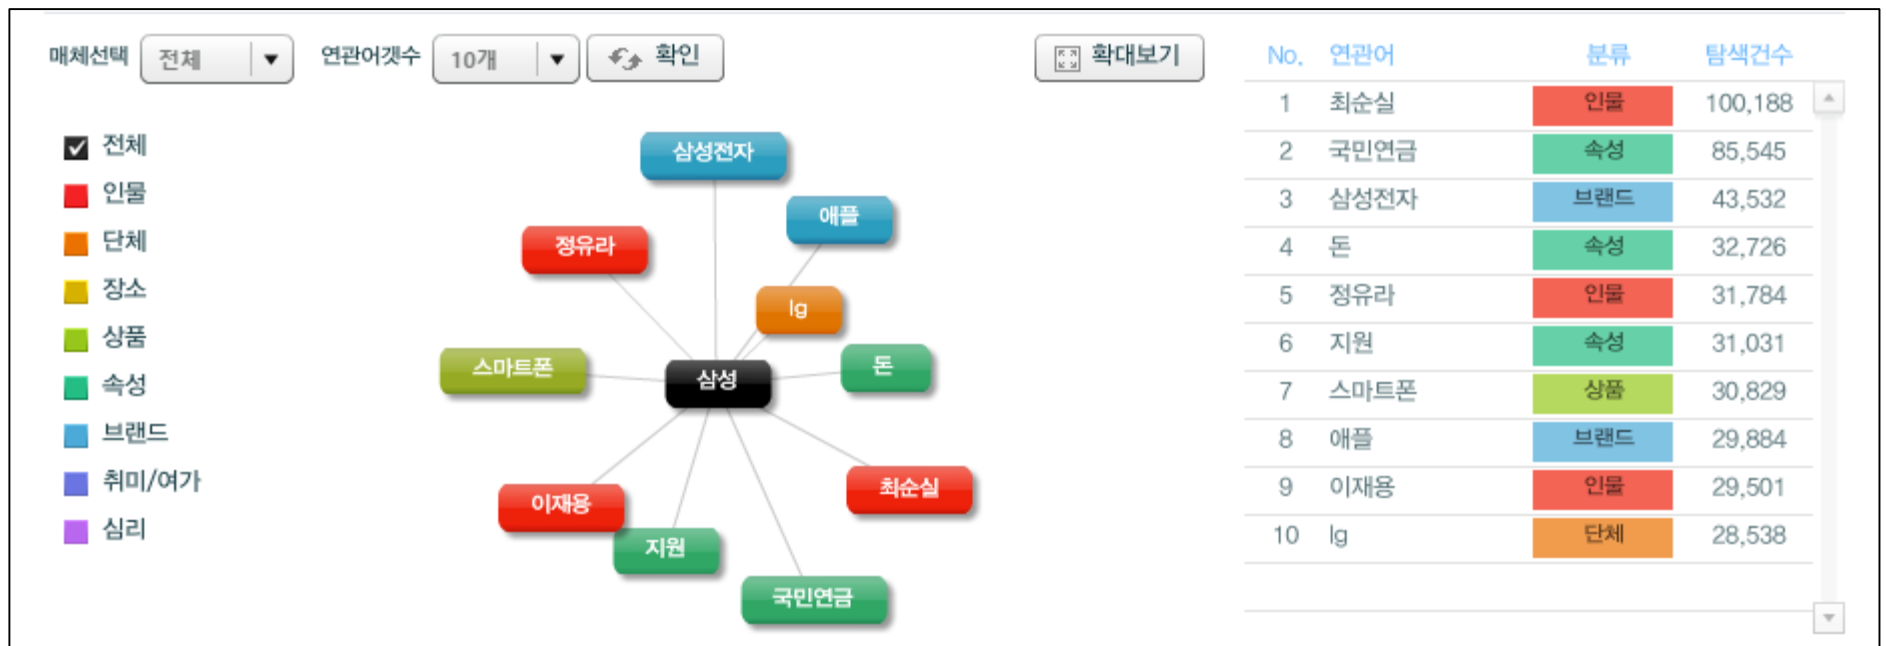 매체선택 전체 연관어갯수 10개 확인 확대보기
전체
인물
단체
장소
상품
속성
브랜드
취미/여가
심리
삼성전자
애플
정유라
lg
스마트폰
삼성
돈
최순실
이재용
지원
국민연금
No. 연관어 분류 탐색건수
1 최순실 인물 100,188
2 국민연금 속성 85,545
3 삼성전자 브랜드 43,532
4 돈 속성 32,726
5 정유라 인물 31,784
6 지원 속성 31,031
7 스마트폰 상품 30,829
8 애플 브랜드 29,884
9 이재용 인물 29,501
10 lg 단체 28,538